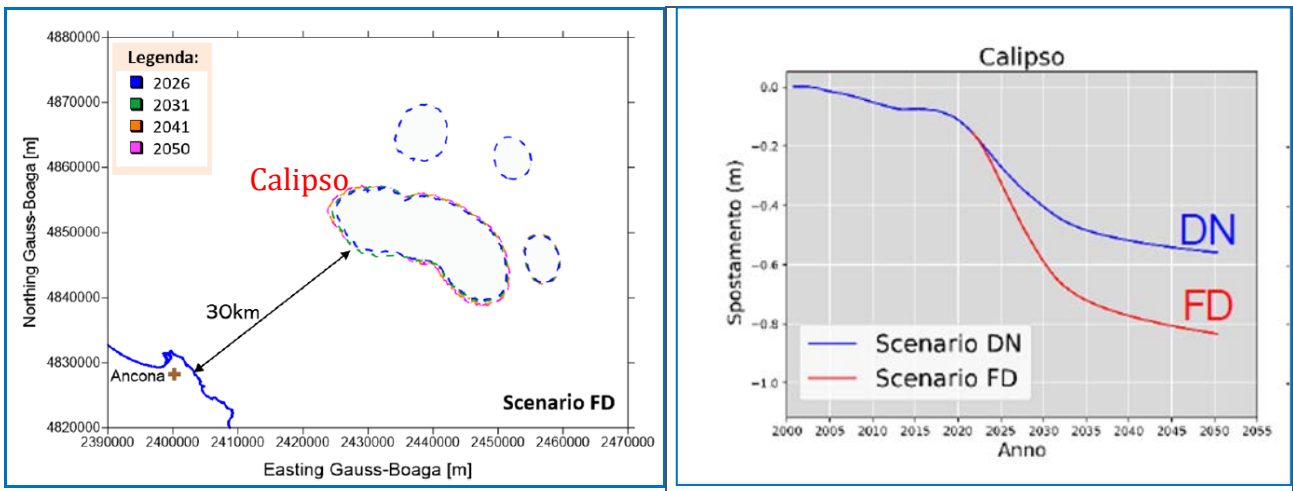 4880000
4870000
4860000
4850000
4840000
4830000
4820000
Northing Gauss-Boaga [m]
Legenda:
2026
2031
2041
2050
Calipso
30km
Ancona
Scenario FD
2390000 2400000 2410000 2420000 2430000 2440000 2450000 2460000 2470000
Easting Gauss-Boaga [m]
Calipso
0.0
−0.2
−0.4
−0.6
−0.8
−1.0
Spostamento (m)
DN
FD
Scenario DN
Scenario FD
2000 2005 2010 2015 2020 2025 2030 2035 2040 2045 2050 2055
Anno